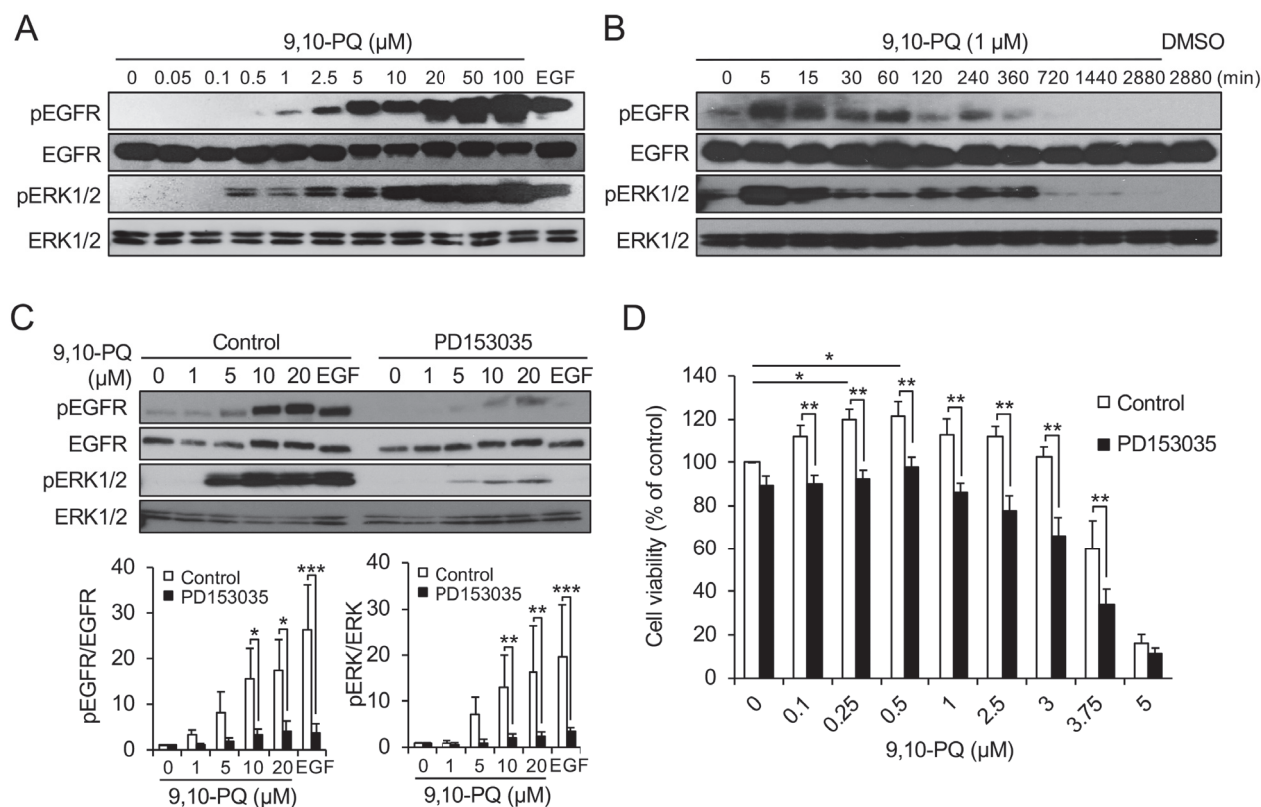 A
9,10-PQ (µM)
0 0.05 0.1 0.5 1 2.5 5 10 20 50 100 EGF
pEGFR
EGFR
pERK1/2
ERK1/2
B
9,10-PQ (1 µM) DMSO
0 5 15 30 60 120 240 360 720 1440 2880 2880 (min)
pEGFR
EGFR
pERK1/2
ERK1/2
C
Control PD153035
9,10-PQ
(µM)
0 1 5 10 20 EGF 0 1 5 10 20 EGF
pEGFR
EGFR
pERK1/2
ERK1/2
pEGFR/EGFR
40
30
20
10
0
Control
PD153035
*
*
***
0 1 5 10 20 EGF
9,10-PQ (µM)
pERK/ERK
40
30
20
10
0
Control
PD153035
**
**
***
0 1 5 10 20 EGF
9,10-PQ (µM)
D
Cell viability (% of control)
140
120
100
80
60
40
20
0
*
*
** ** ** ** ** ** **
Control
PD153035
0 0.1 0.25 0.5 1 2.5 3 3.75 5
9,10-PQ (µM)